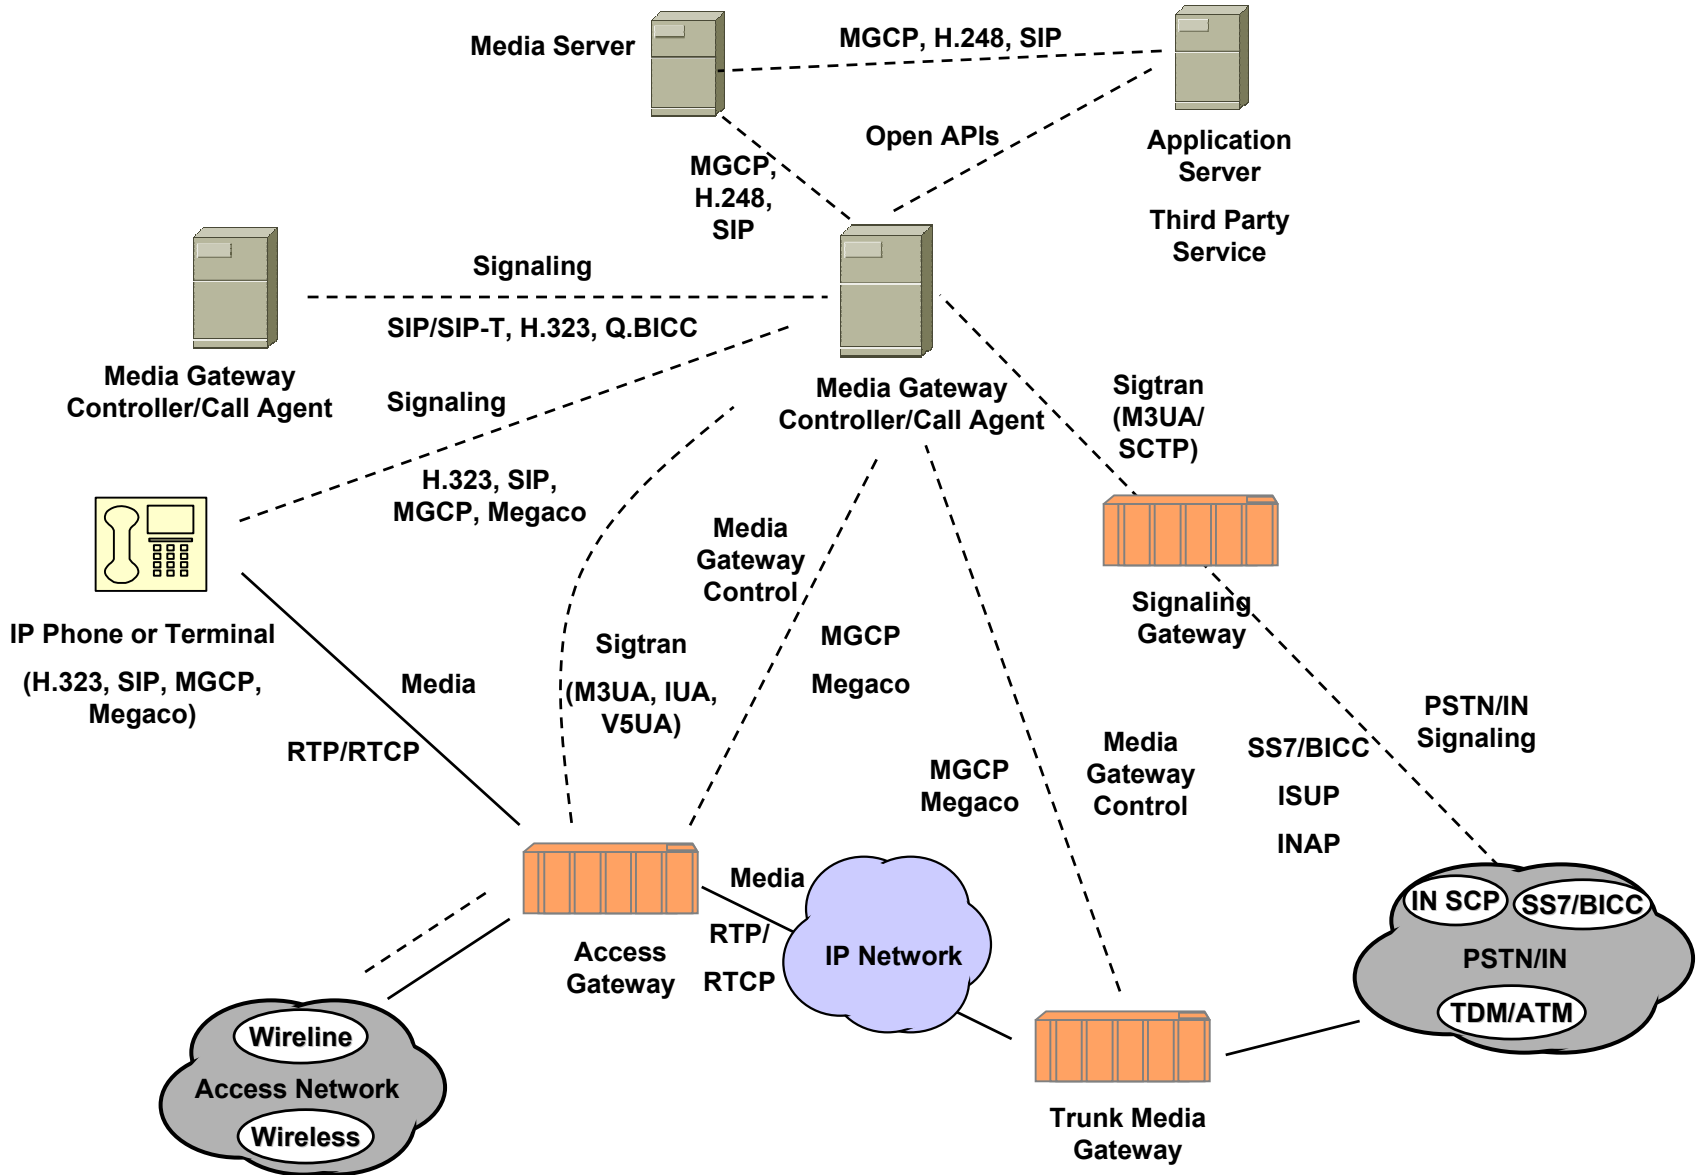 Media Server
MGCP, H.248, SIP
Open APIs
Application
Server
Third Party
Service
MGCP,
H.248,
SIP
Signaling
SIP/SIP-T, H.323, Q.BICC
Media Gateway
Controller/Call Agent
Media Gateway
Controller/Call Agent
Signaling
H.323, SIP,
MGCP, Megaco
Sigtran
(M3UA/
SCTP)
Media
Gateway
Control
Signaling
Gateway
IP Phone or Terminal
(H.323, SIP, MGCP,
Megaco)
Media
RTP/RTCP
Sigtran
(M3UA, IUA,
V5UA)
MGCP
Megaco
MGCP
Megaco
Media
Gateway
Control
SS7/BICC
ISUP
INAP
PSTN/IN
Signaling
Media
RTP/
RTCP
Access
Gateway
IP Network
IN SCP
SS7/BICC
PSTN/IN
TDM/ATM
Wireline
Access Network
Wireless
Trunk Media
Gateway